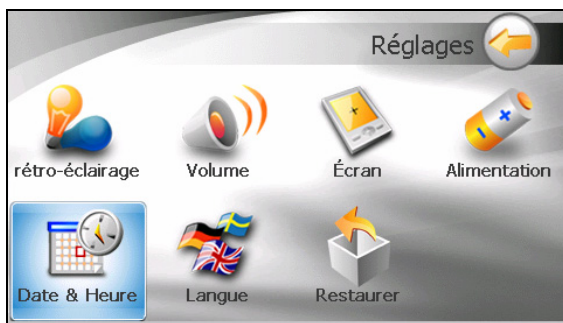 Réglages
rétro-éclairage
Volume
Écran
Alimentation
Date & Heure
Langue
Restaurer